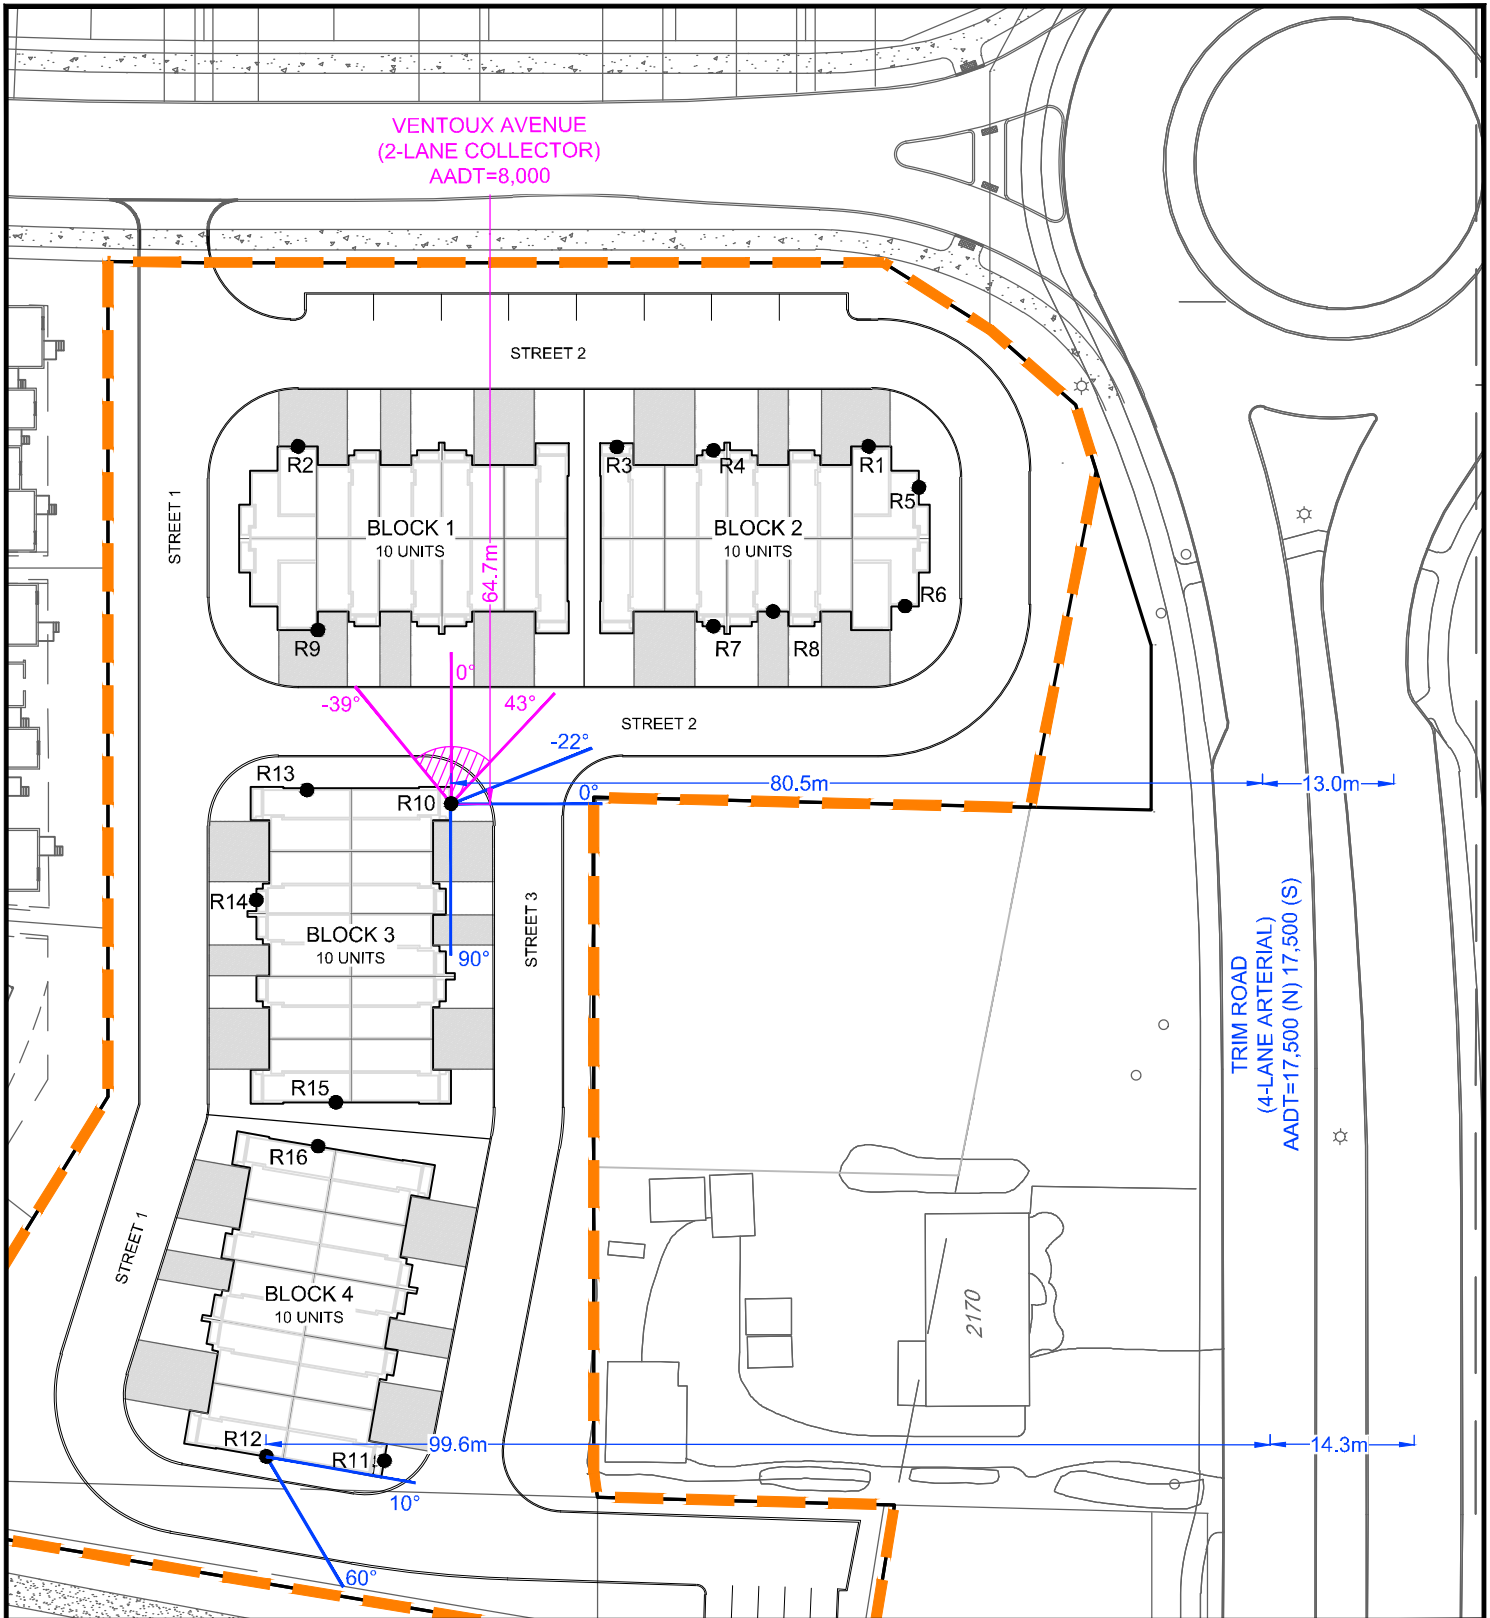 VENTOUX AVENUE
(2-LANE COLLECTOR)
AADT=8,000
STREET 2
R2
R3
R4
R1
R5
STREET 1
BLOCK 1
10 UNITS
BLOCK 2
10 UNITS
64.7m
R6
R9
R7
R8
0°
-39°
43°
STREET 2
-22°
R13
R10
0°
80.5m
13.0m
R14
BLOCK 3
10 UNITS
90°
STREET 3
TRIM ROAD
(4-LANE ARTERIAL)
AADT=17,500 (N) 17,500 (S)
R15
R16
STREET 1
BLOCK 4
10 UNITS
2170
R12
R11
99.6m
14.3m
10°
60°